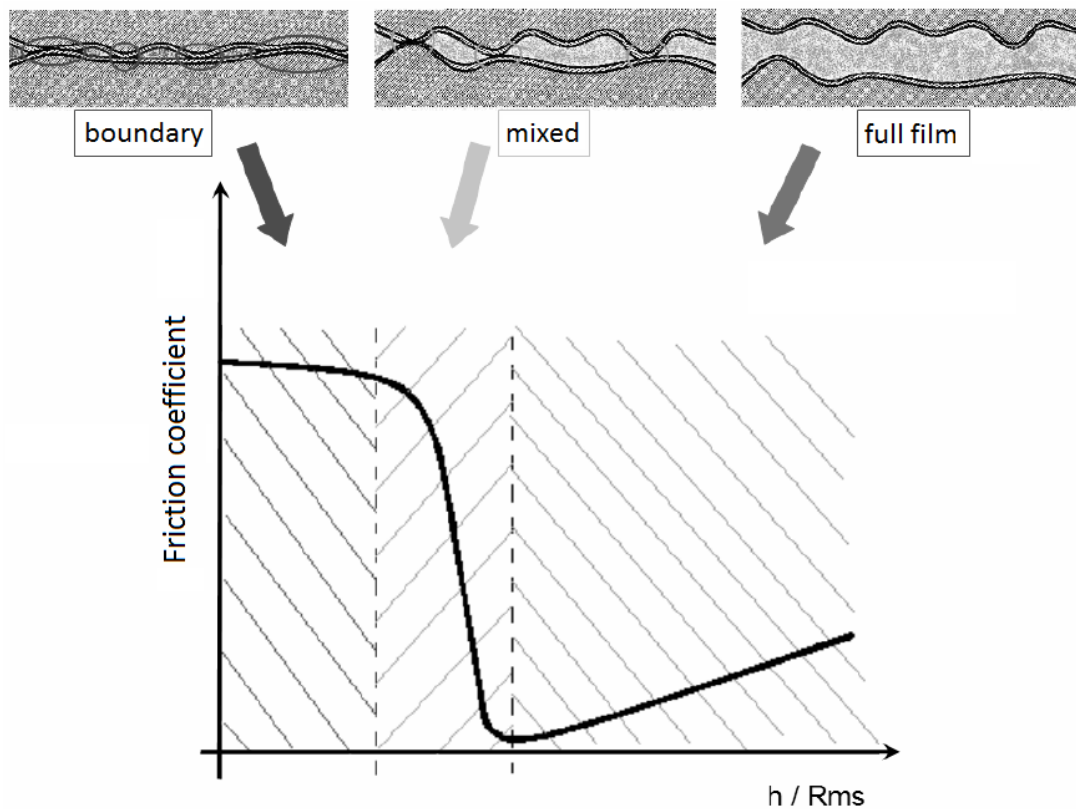 boundary
mixed
full film
Friction coefficient
h / Rms